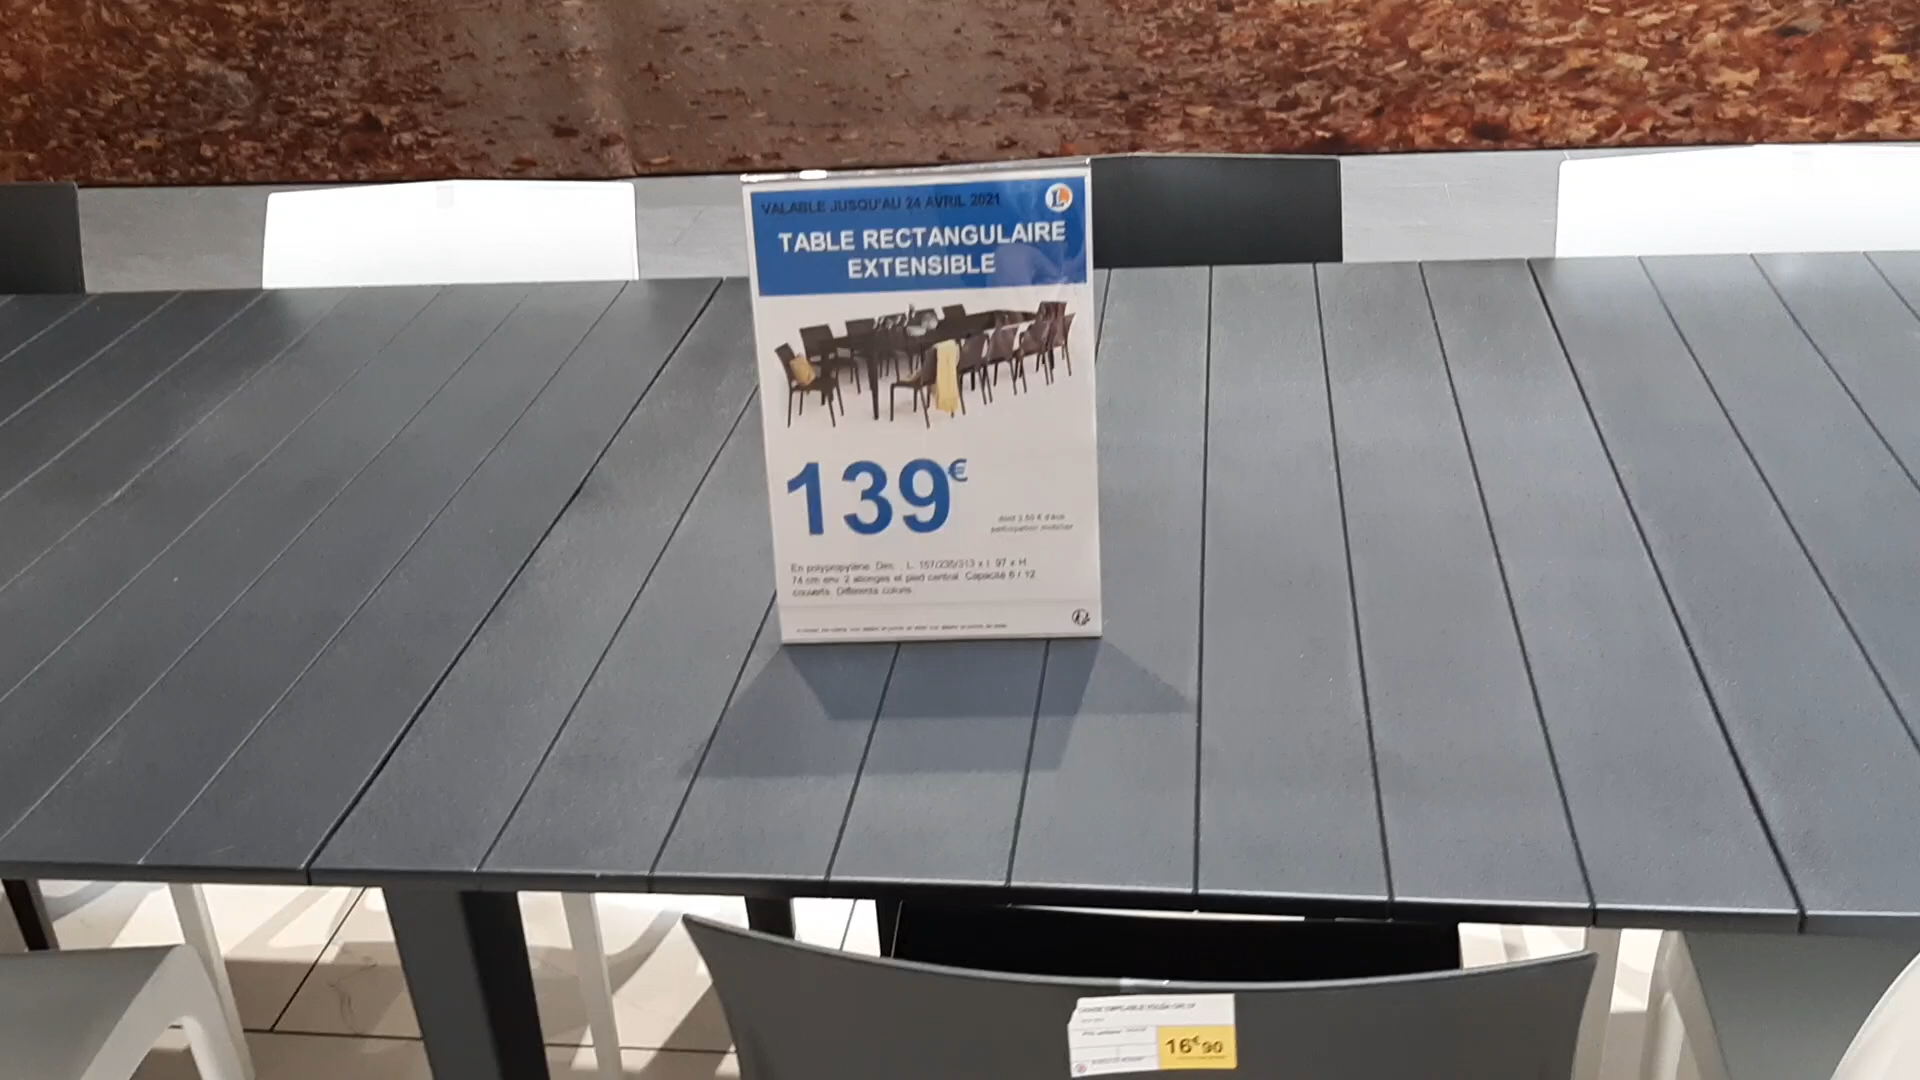 VALABLE JUSQU'AU 24 AVRIL 2021
L
TABLE RECTANGULAIRE
EXTENSIBLE
139€
En polypropylène. Dim. : L. 157/235/313 x l. 97 x H.
74 cm env. 2 allonges et pied central. Capacité 6 / 12
couverts. Différents coloris.
16€90